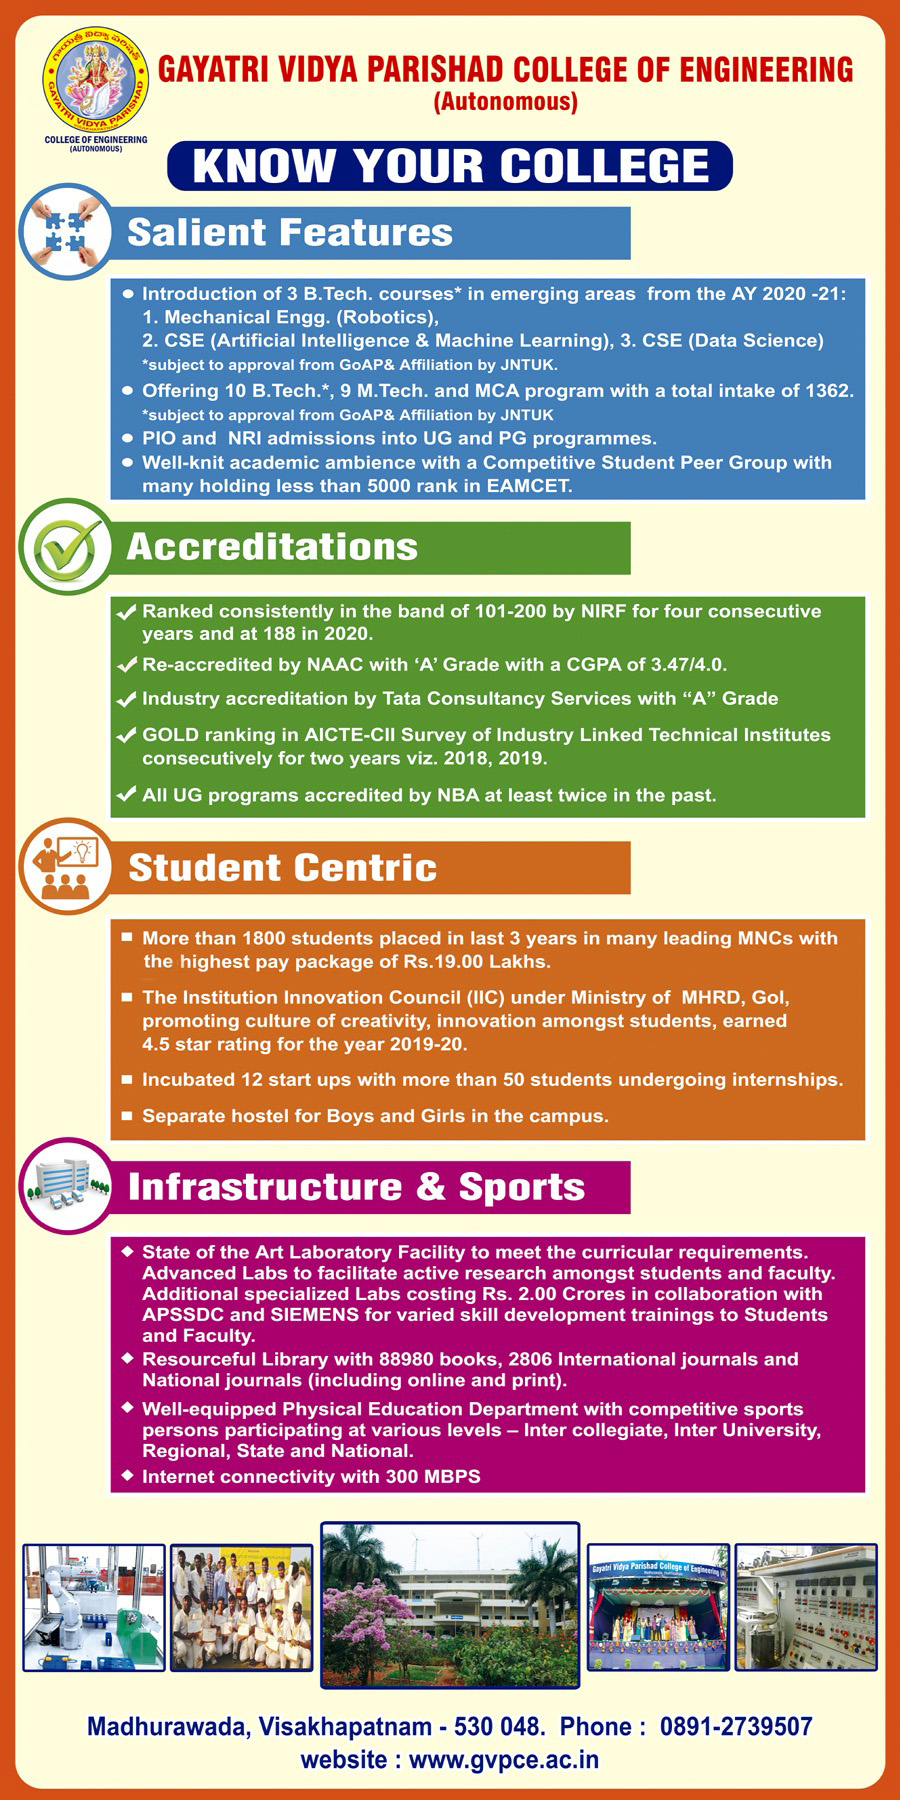 గాయత్రి విద్యా పరిషత్
GAYATRI VIDYA PARISHAD
VISAKHAPATNAM
COLLEGE OF ENGINEERING
(AUTONOMOUS)
GAYATRI VIDYA PARISHAD COLLEGE OF ENGINEERING
(Autonomous)
KNOW YOUR COLLEGE
Salient Features
Introduction of 3 B.Tech. courses* in emerging areas from the AY 2020 -21:
1. Mechanical Engg. (Robotics),
2. CSE (Artificial Intelligence & Machine Learning), 3. CSE (Data Science)
*subject to approval from GoAP& Affiliation by JNTUK.
Offering 10 B.Tech.*, 9 M.Tech. and MCA program with a total intake of 1362.
*subject to approval from GoAP& Affiliation by JNTUK
PIO and NRI admissions into UG and PG programmes.
Well-knit academic ambience with a Competitive Student Peer Group with
many holding less than 5000 rank in EAMCET.
Accreditations
Ranked consistently in the band of 101-200 by NIRF for four consecutive
years and at 188 in 2020.
Re-accredited by NAAC with ‘A’ Grade with a CGPA of 3.47/4.0.
Industry accreditation by Tata Consultancy Services with “A” Grade
GOLD ranking in AICTE-CII Survey of Industry Linked Technical Institutes
consecutively for two years viz. 2018, 2019.
All UG programs accredited by NBA at least twice in the past.
Student Centric
More than 1800 students placed in last 3 years in many leading MNCs with
the highest pay package of Rs.19.00 Lakhs.
The Institution Innovation Council (IIC) under Ministry of MHRD, GoI,
promoting culture of creativity, innovation amongst students, earned
4.5 star rating for the year 2019-20.
Incubated 12 start ups with more than 50 students undergoing internships.
Separate hostel for Boys and Girls in the campus.
Infrastructure & Sports
State of the Art Laboratory Facility to meet the curricular requirements.
Advanced Labs to facilitate active research amongst students and faculty.
Additional specialized Labs costing Rs. 2.00 Crores in collaboration with
APSSDC and SIEMENS for varied skill development trainings to Students
and Faculty.
Resourceful Library with 88980 books, 2806 International journals and
National journals (including online and print).
Well-equipped Physical Education Department with competitive sports
persons participating at various levels – Inter collegiate, Inter University,
Regional, State and National.
Internet connectivity with 300 MBPS
Gayatri Vidya Parishad College of Engineering (A)
Madhurawada, Visakhapatnam - 530 048. Phone : 0891-2739507
website : www.gvpce.ac.in